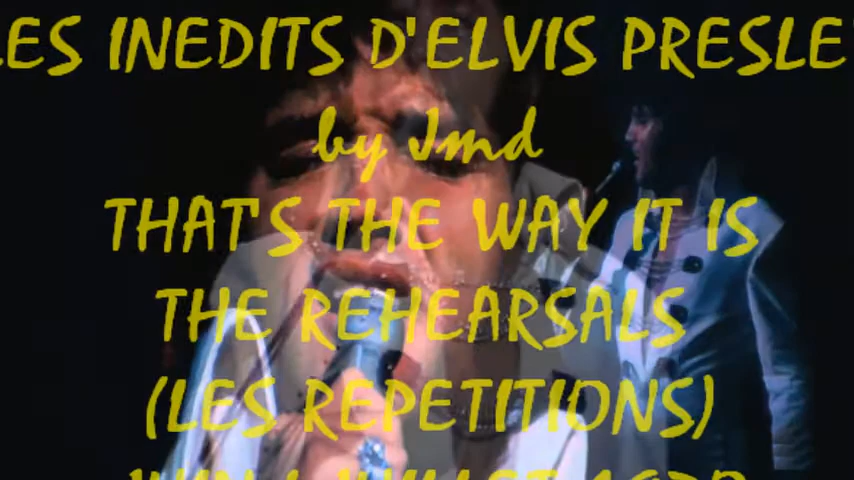 LES INEDITS D'ELVIS PRESLE
by Jmd
THAT'S THE WAY IT IS
THE REHEARSALS
(LES REPETITIONS)